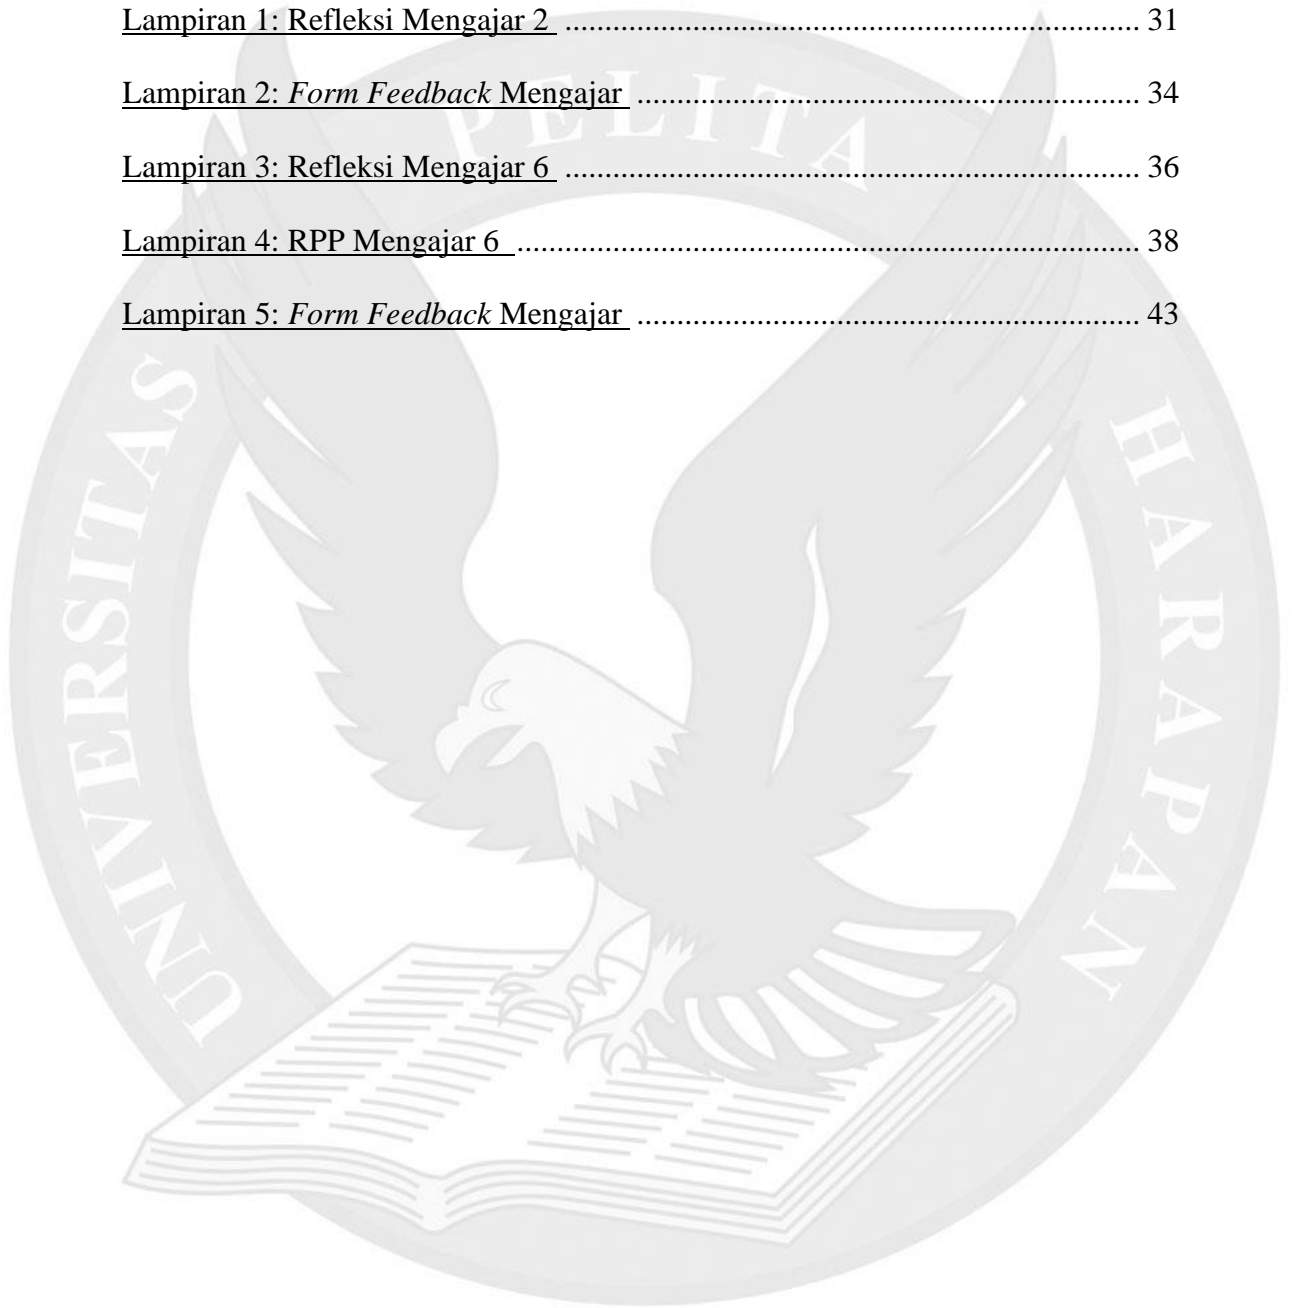 Lampiran 1: Refleksi Mengajar 2 ........................................................................ 31
Lampiran 2: Form Feedback Mengajar ............................................................... 34
Lampiran 3: Refleksi Mengajar 6 ........................................................................ 36
Lampiran 4: RPP Mengajar 6 .............................................................................. 38
Lampiran 5: Form Feedback Mengajar ............................................................... 43
UNIVERSITAS PELITA HARAPAN